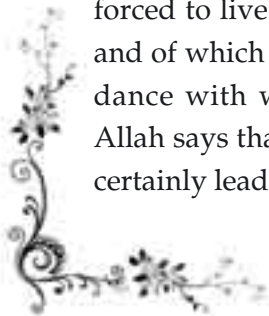 forced to live
and of which
dance with
Allah says tha
certainly lead